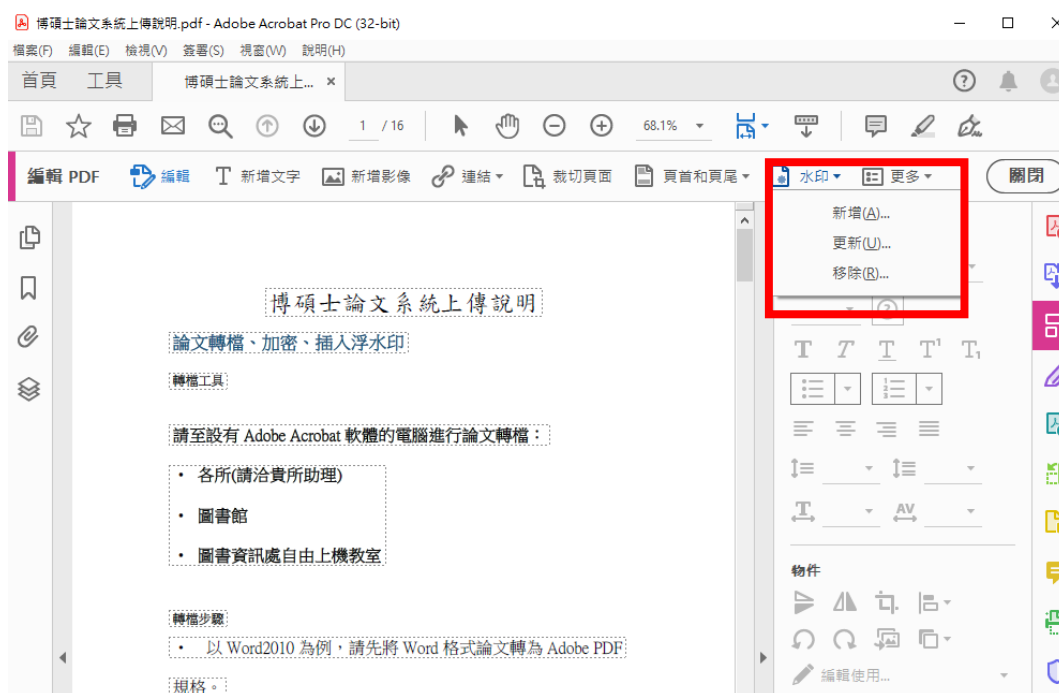 博碩士論文系統上傳說明.pdf - Adobe Acrobat Pro DC (32-bit)
檔案(F) 編輯(E) 檢視(V) 簽署(S) 視窗(W) 說明(H)
首頁 工具 博碩士論文系統上... ×
1 / 16 68.1%
編輯 PDF 編輯 新增文字 新增影像 連結 裁切頁面 頁首和頁尾 水印 更多 關閉
新增(A)...
更新(U)...
移除(R)...
博碩士論文系統上傳說明
論文轉檔、加密、插入浮水印
轉檔工具
請至設有 Adobe Acrobat 軟體的電腦進行論文轉檔：
• 各所(請洽貴所助理)
• 圖書館
• 圖書資訊處自由上機教室
轉檔步驟
• 以 Word2010 為例，請先將 Word 格式論文轉為 Adobe PDF
規格。
T T T T¹ T₁
AV
物件
編輯使用...